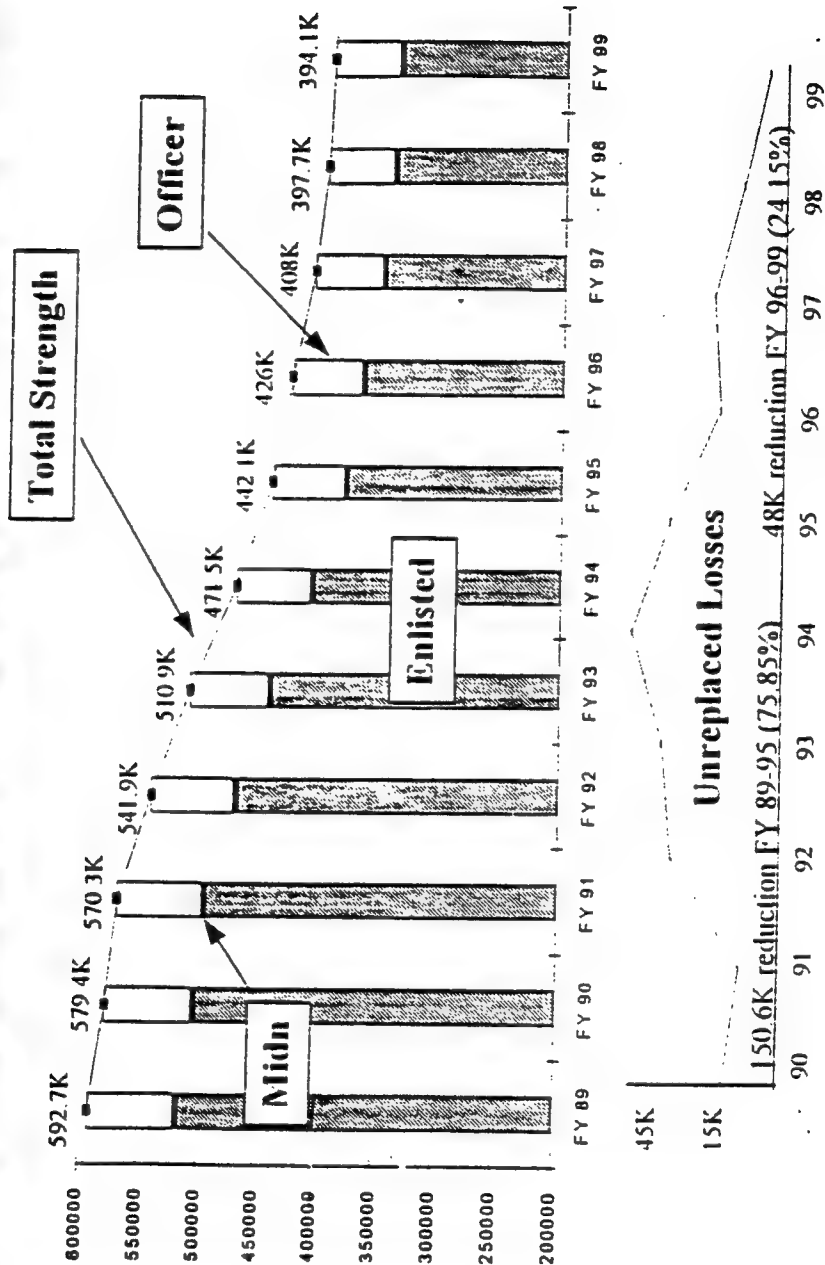 Total Strength
Officer
592.7K
579.4K
570.3K
541.9K
510.9K
471.5K
442.1K
426K
408K
397.7K
394.1K
800000
550000
500000
450000
400000
350000
300000
250000
200000
Midn
Enlisted
FY 89
FY 90
FY 91
FY 92
FY 93
FY 94
FY 95
FY 96
FY 97
FY 98
FY 99
45K
15K
Unreplaced Losses
150.6K reduction FY 89-95 (75.85%)
48K reduction FY 96-99 (24.15%)
90
91
92
93
94
95
96
97
98
99